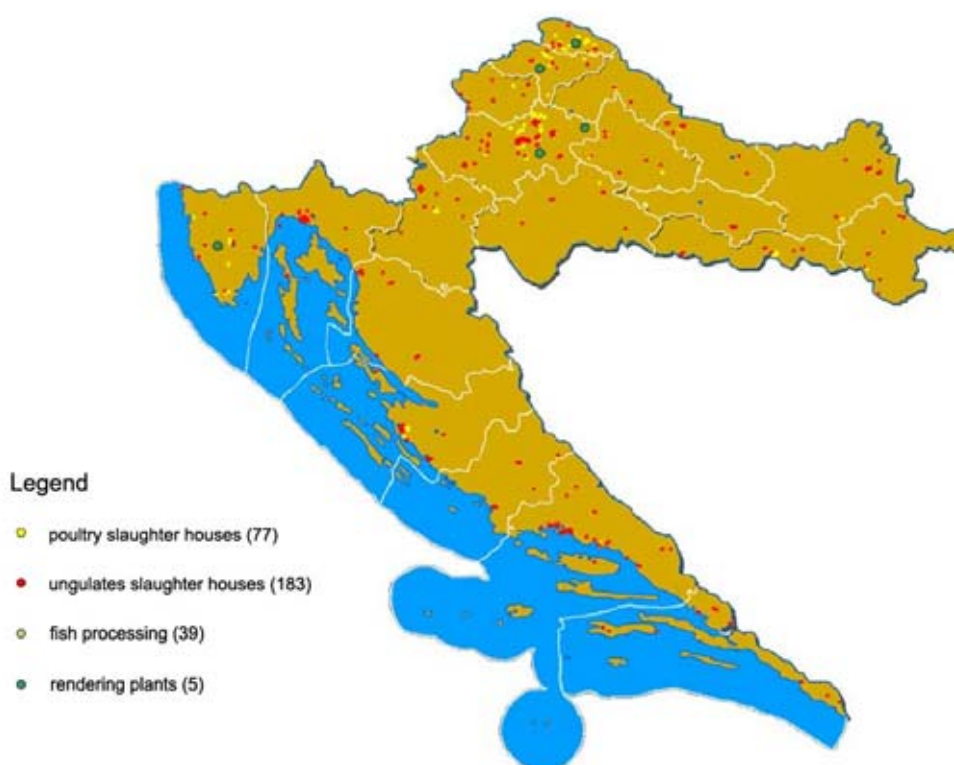 Legend
poultry slaughter houses (77)
ungulates slaughter houses (183)
fish processing (39)
rendering plants (5)